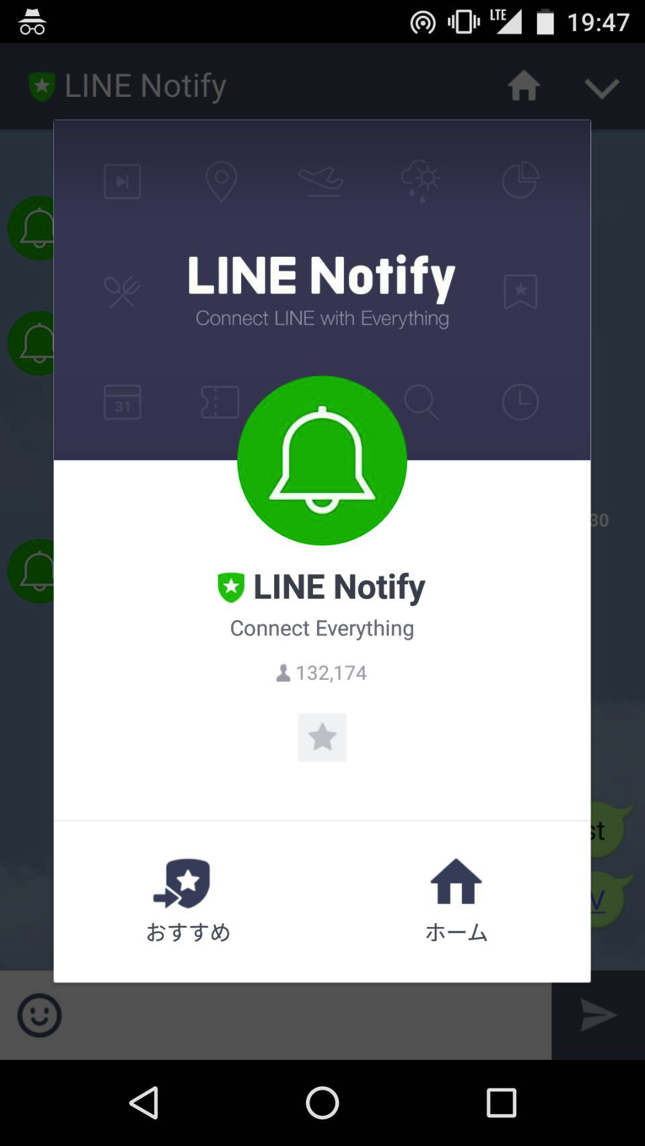 LTE 19:47
LINE Notify
LINE Notify
Connect LINE with Everything
31
30
LINE Notify
Connect Everything
132,174
st
V
おすすめ
ホーム